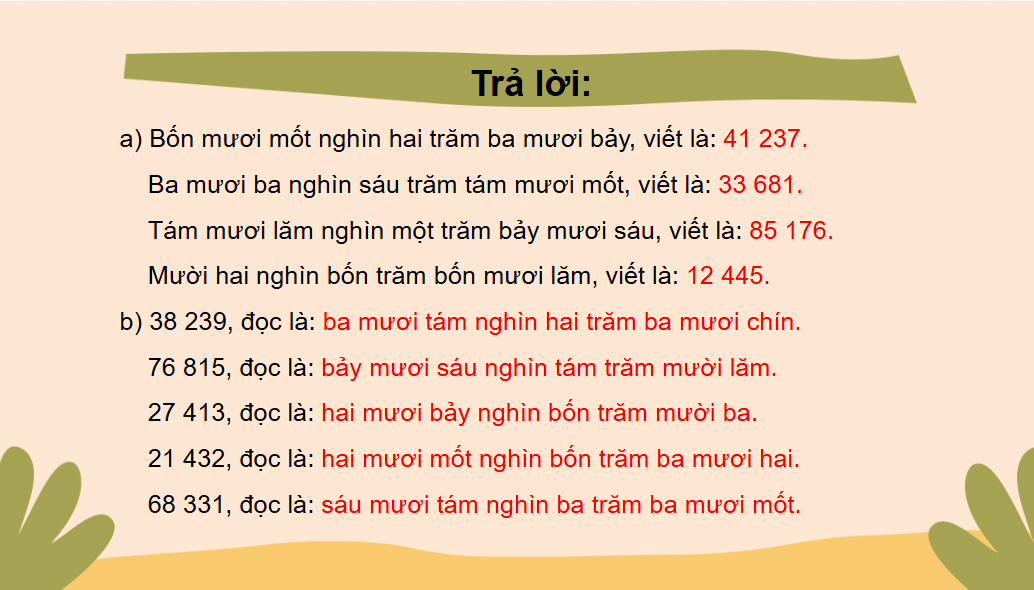 Trả lời:
a) Bốn mươi mốt nghìn hai trăm ba mươi bảy, viết là: 41 237.
Ba mươi ba nghìn sáu trăm tám mươi mốt, viết là: 33 681.
Tám mươi lăm nghìn một trăm bảy mươi sáu, viết là: 85 176.
Mười hai nghìn bốn trăm bốn mươi lăm, viết là: 12 445.
b) 38 239, đọc là: ba mươi tám nghìn hai trăm ba mươi chín.
76 815, đọc là: bảy mươi sáu nghìn tám trăm mười lăm.
27 413, đọc là: hai mươi bảy nghìn bốn trăm mười ba.
21 432, đọc là: hai mươi mốt nghìn bốn trăm ba mươi hai.
68 331, đọc là: sáu mươi tám nghìn ba trăm ba mươi mốt.